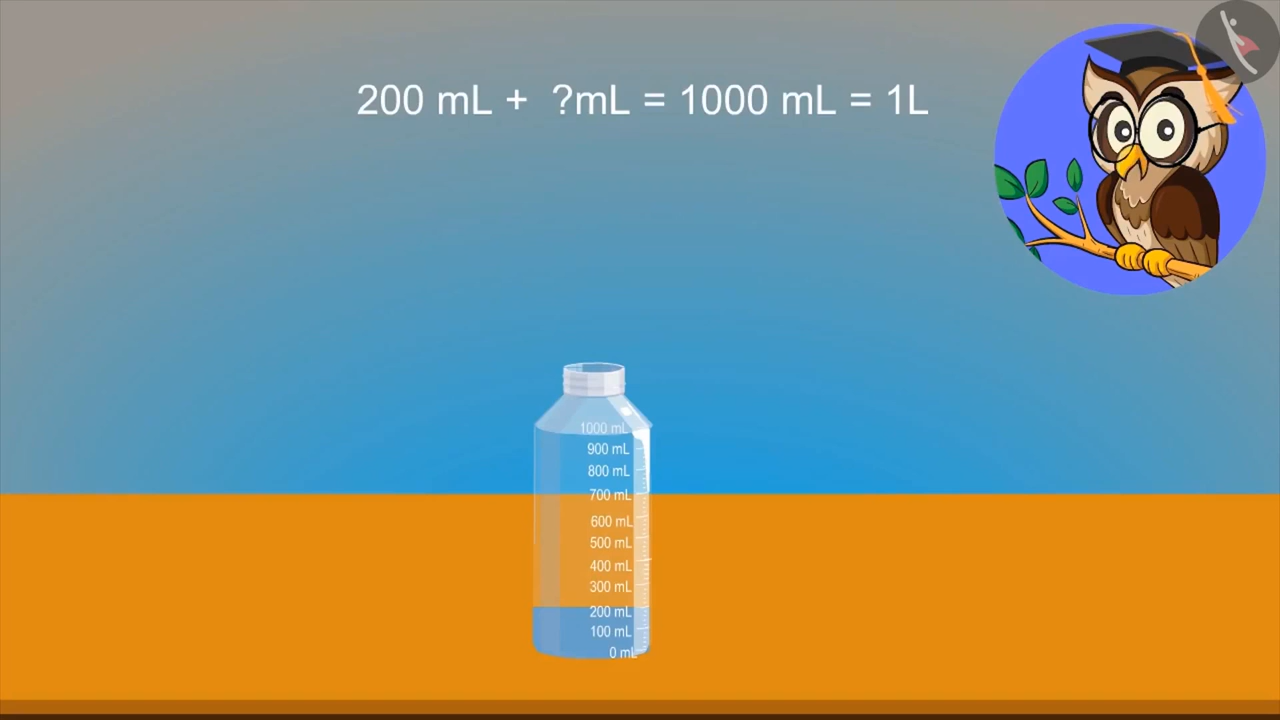 200 mL + ?mL = 1000 mL = 1L
1000 mL
900 mL
800 mL
700 mL
600 mL
500 mL
400 mL
300 mL
200 mL
100 mL
0 mL